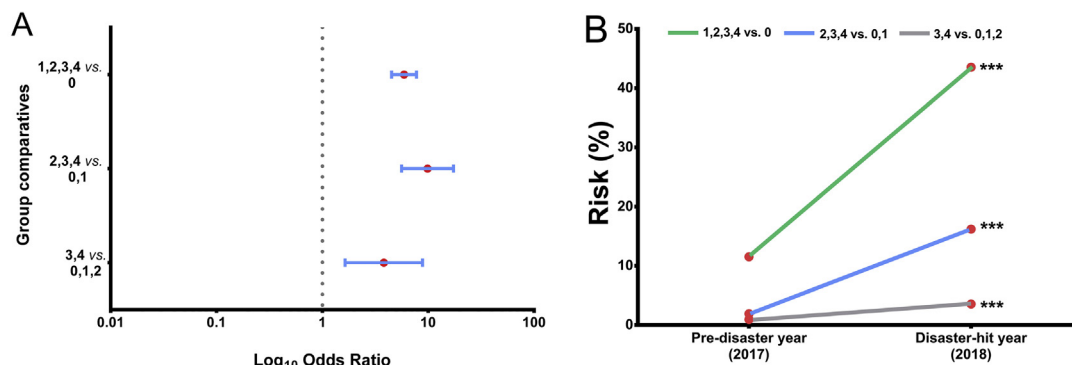 A
Group comparatives
1,2,3,4 vs.
0
2,3,4 vs.
0,1
3,4 vs.
0,1,2
0.01 0.1 1 10 100
Log10 Odds Ratio
B
1,2,3,4 vs. 0 2,3,4 vs. 0,1 3,4 vs. 0,1,2
Risk (%)
50
40
30
20
10
0
***
***
***
Pre-disaster year Disaster-hit year
(2017) (2018)